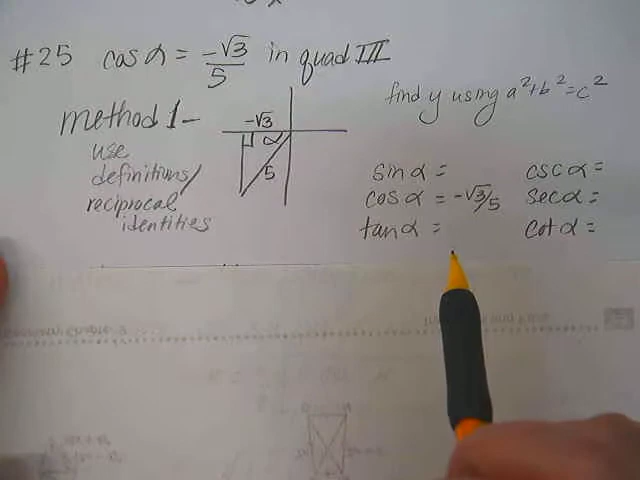 #25 cos α = -√3/5 in quad III
find y using a²+b²=c²
method 1-
use
definitions/
reciprocal
identities
-√3
α
5
sin α = csc α =
cos α = -√3/5 sec α =
tan α = cot α =